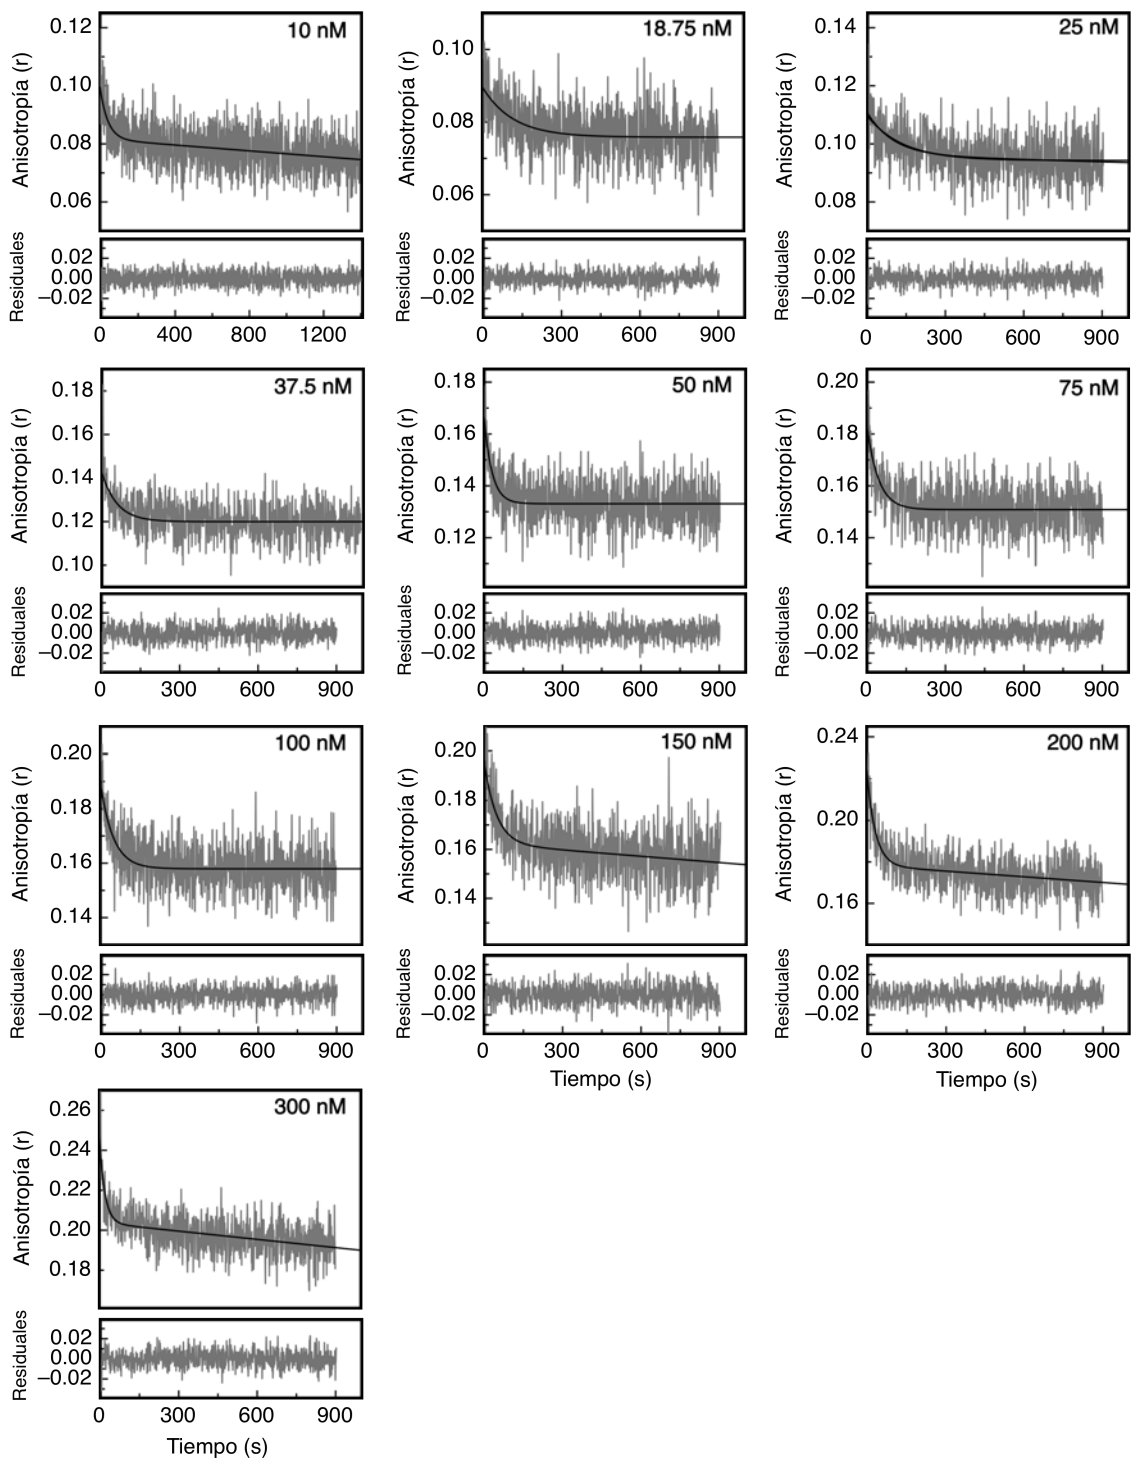 10 nM
Anisotropía (r)
0.12
0.10
0.08
0.06
Residuales
0.02
0.00
–0.02
0 400 800 1200
18.75 nM
Anisotropía (r)
0.10
0.08
0.06
Residuales
0.02
0.00
–0.02
0 300 600 900
25 nM
Anisotropía (r)
0.14
0.12
0.10
0.08
Residuales
0.02
0.00
–0.02
0 300 600 900
37.5 nM
Anisotropía (r)
0.18
0.16
0.14
0.12
0.10
Residuales
0.02
0.00
–0.02
0 300 600 900
50 nM
Anisotropía (r)
0.18
0.16
0.14
0.12
Residuales
0.02
0.00
–0.02
0 300 600 900
75 nM
Anisotropía (r)
0.20
0.18
0.16
0.14
Residuales
0.02
0.00
–0.02
0 300 600 900
100 nM
Anisotropía (r)
0.20
0.18
0.16
0.14
Residuales
0.02
0.00
–0.02
0 300 600 900
150 nM
Anisotropía (r)
0.20
0.18
0.16
0.14
Residuales
0.02
0.00
–0.02
0 300 600 900
Tiempo (s)
200 nM
Anisotropía (r)
0.24
0.20
0.16
Residuales
0.02
0.00
–0.02
0 300 600 900
Tiempo (s)
300 nM
Anisotropía (r)
0.26
0.24
0.22
0.20
0.18
Residuales
0.02
0.00
–0.02
0 300 600 900
Tiempo (s)